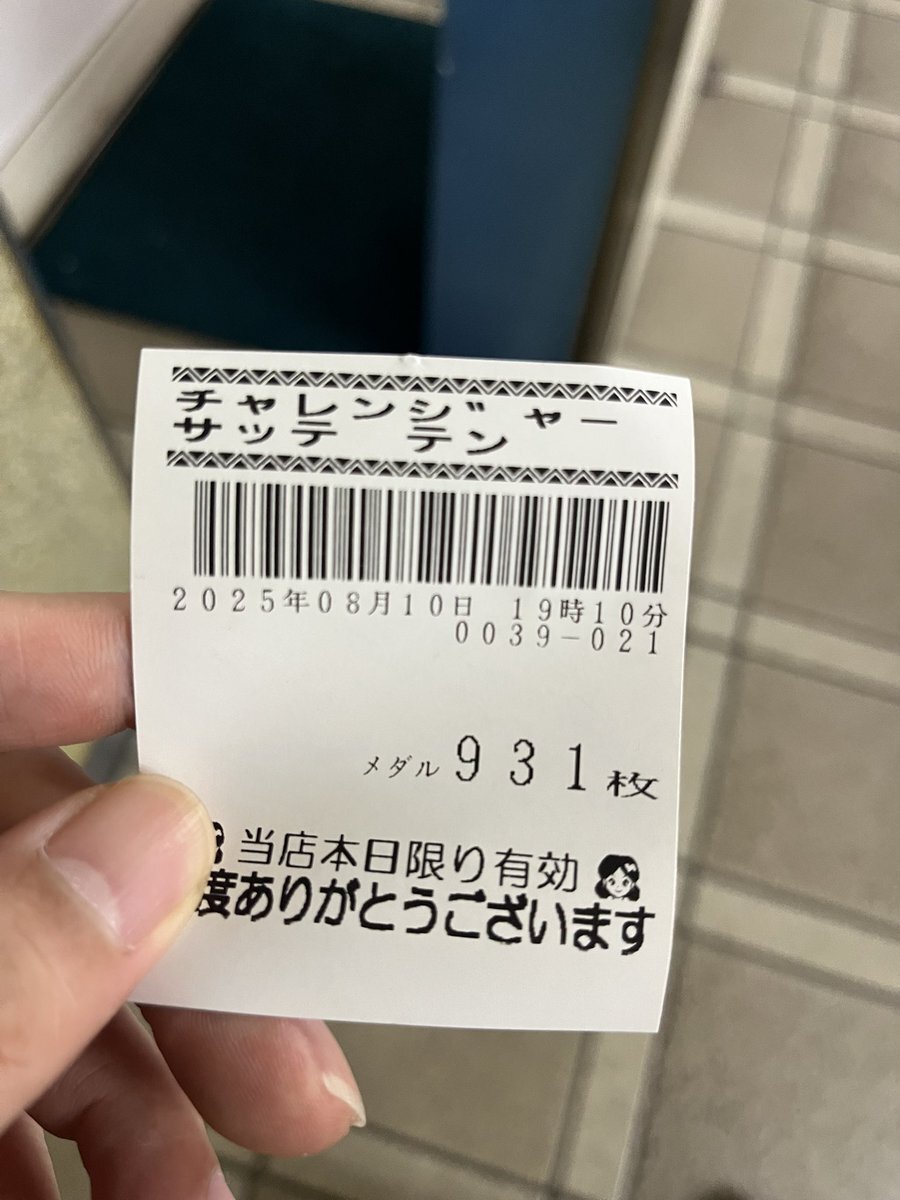 チャレンジャー
サッテ テン
2025年08月10日 19時10分
0039-021
メダル 931枚
当店本日限り有効
度ありがとうございます